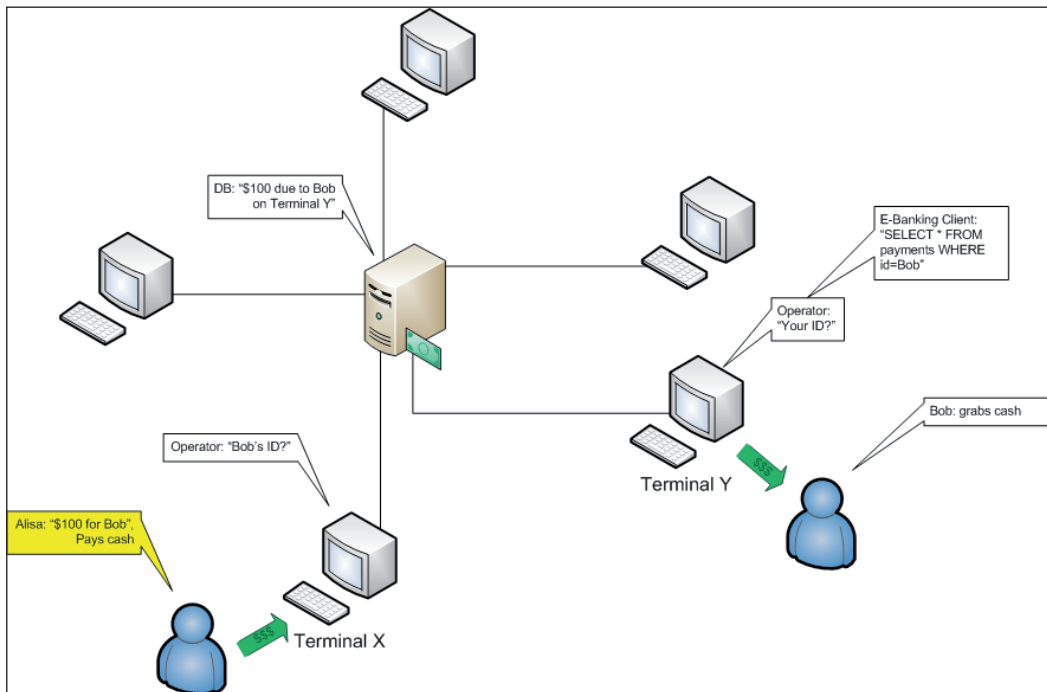 DB: “$100 due to Bob
on Terminal Y”
E-Banking Client:
“SELECT * FROM
payments WHERE
id=Bob”
Operator:
“Your ID?”
Bob: grabs cash
Operator: “Bob’s ID?”
$$$
Terminal Y
Alisa: “$100 for Bob”,
Pays cash
$$$
Terminal X